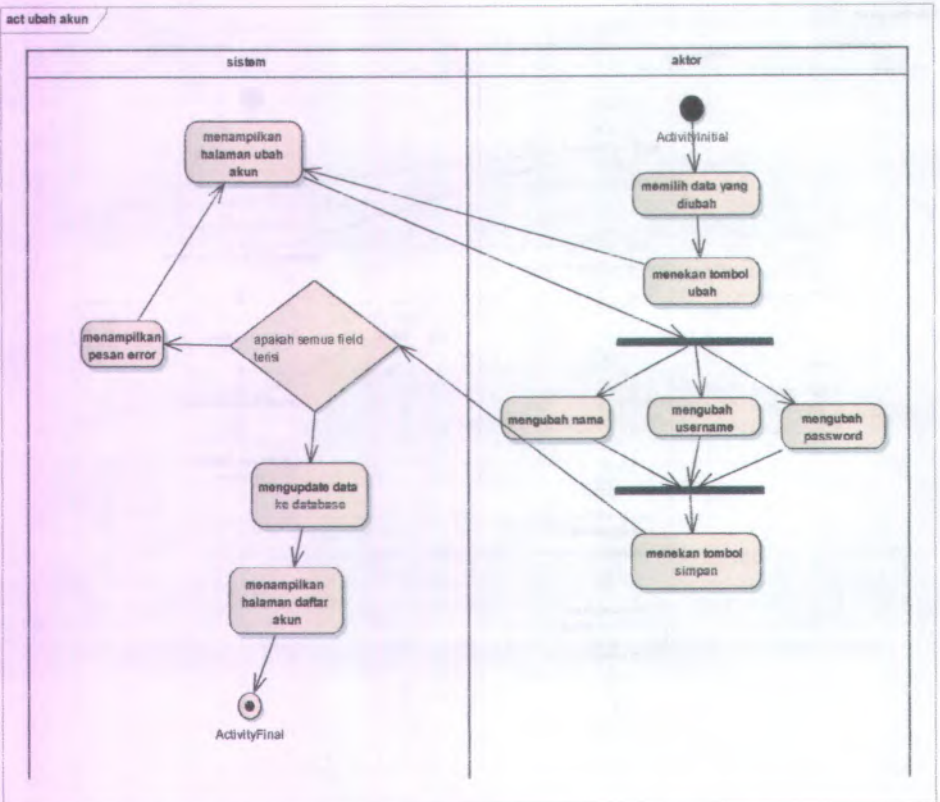 act ubah akun
sistem
aktor
ActivityInitial
memilih data yang
diubah
menekan tombol
ubah
menampilkan
halaman ubah
akun
mengubah nama
mengubah
username
mengubah
password
menekan tombol
simpan
apakah semua field
terisi
menampilkan
pesan error
mengupdate data
ke database
menampilkan
halaman daftar
akun
ActivityFinal